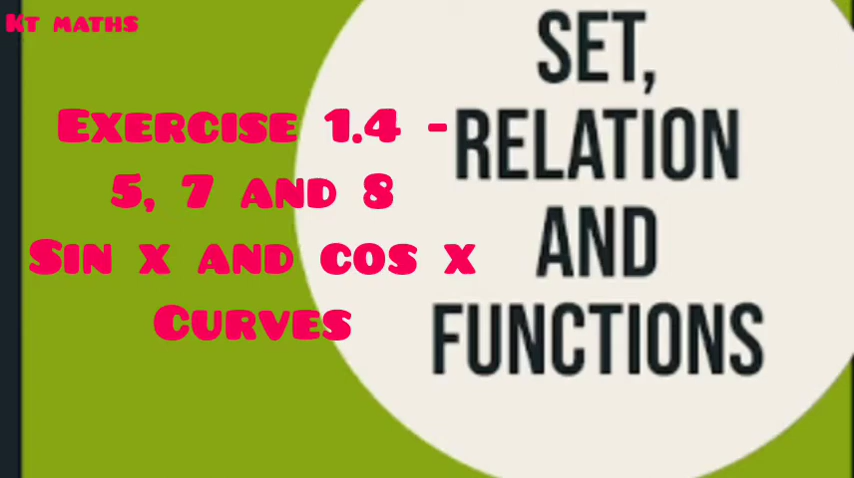 Kt maths
Exercise 1.4 -
5, 7 and 8
Sin x and cos x
Curves
SET,
RELATION
AND
FUNCTIONS